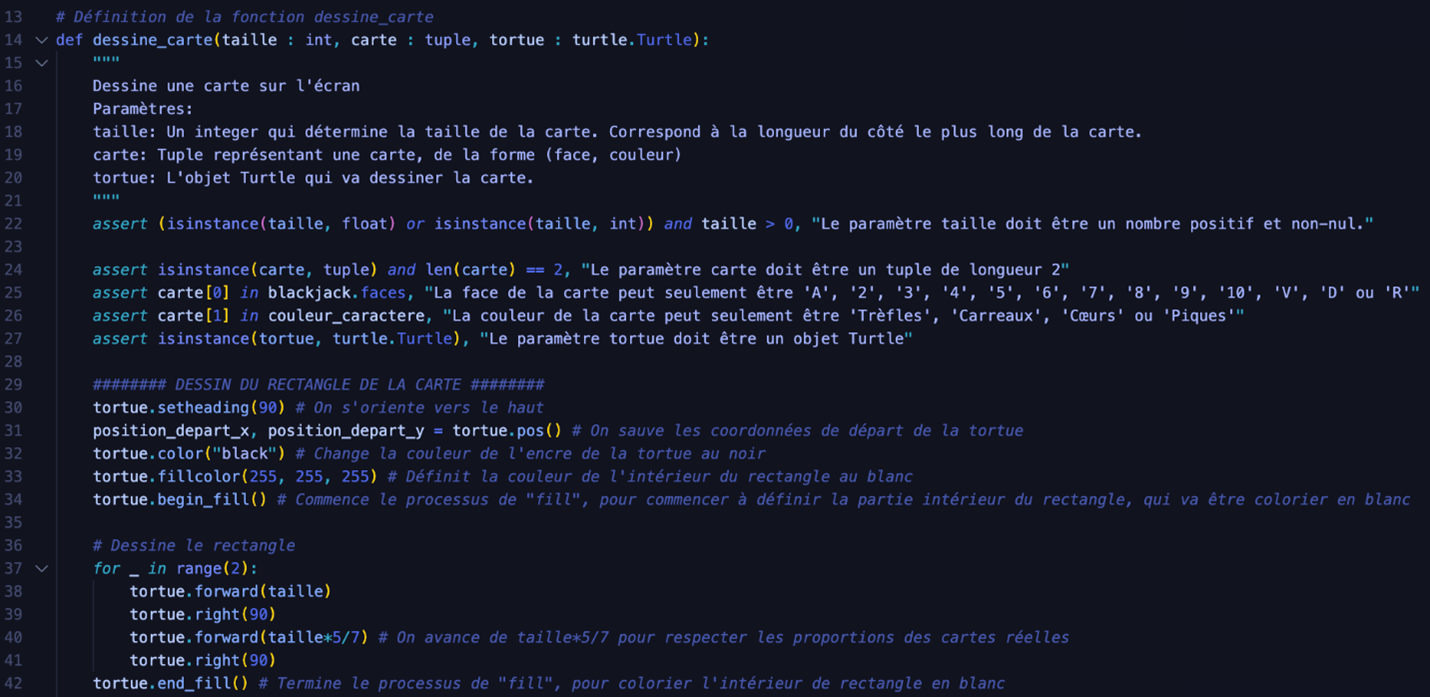 13 # Définition de la fonction dessine_carte
14 def dessine_carte(taille : int, carte : tuple, tortue : turtle.Turtle):
15     """
16     Dessine une carte sur l'écran
17     Paramètres:
18     taille: Un integer qui détermine la taille de la carte. Correspond à la longueur du côté le plus long de la carte.
19     carte: Tuple représentant une carte, de la forme (face, couleur)
20     tortue: L'objet Turtle qui va dessiner la carte.
21     """
22     assert (isinstance(taille, float) or isinstance(taille, int)) and taille > 0, "Le paramètre taille doit être un nombre positif et non-nul."
23
24     assert isinstance(carte, tuple) and len(carte) == 2, "Le paramètre carte doit être un tuple de longueur 2"
25     assert carte[0] in blackjack.faces, "La face de la carte peut seulement être 'A', '2', '3', '4', '5', '6', '7', '8', '9', '10', 'V', 'D' ou 'R'"
26     assert carte[1] in couleur_caractere, "La couleur de la carte peut seulement être 'Trèfles', 'Carreaux', 'Cœurs' ou 'Piques'"
27     assert isinstance(tortue, turtle.Turtle), "Le paramètre tortue doit être un objet Turtle"
28
29     ######## DESSIN DU RECTANGLE DE LA CARTE ########
30     tortue.setheading(90) # On s'oriente vers le haut
31     position_depart_x, position_depart_y = tortue.pos() # On sauve les coordonnées de départ de la tortue
32     tortue.color("black") # Change la couleur de l'encre de la tortue au noir
33     tortue.fillcolor(255, 255, 255) # Définit la couleur de l'intérieur du rectangle au blanc
34     tortue.begin_fill() # Commence le processus de "fill", pour commencer à définir la partie intérieur du rectangle, qui va être colorier en blanc
35
36     # Dessine le rectangle
37     for _ in range(2):
38         tortue.forward(taille)
39         tortue.right(90)
40         tortue.forward(taille*5/7) # On avance de taille*5/7 pour respecter les proportions des cartes réelles
41         tortue.right(90)
42     tortue.end_fill() # Termine le processus de "fill", pour colorier l'intérieur de rectangle en blanc